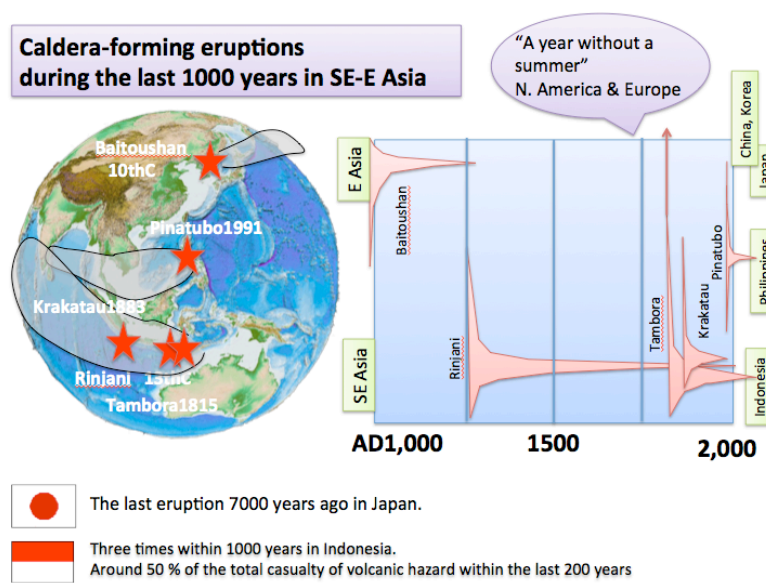 Caldera-forming eruptions
during the last 1000 years in SE-E Asia
“A year without a
summer”
N. America & Europe
Baitoushan
10thC
Pinatubo1991
Krakatau1883
Rinjani 13thC
Tambora1815
E Asia
SE Asia
Baitoushan
Rinjani
Tambora
Krakatau
Pinatubo
China, Korea
Japan
Philippines
Indonesia
AD1,000
1500
2,000
The last eruption 7000 years ago in Japan.
Three times within 1000 years in Indonesia.
Around 50 % of the total casualty of volcanic hazard within the last 200 years